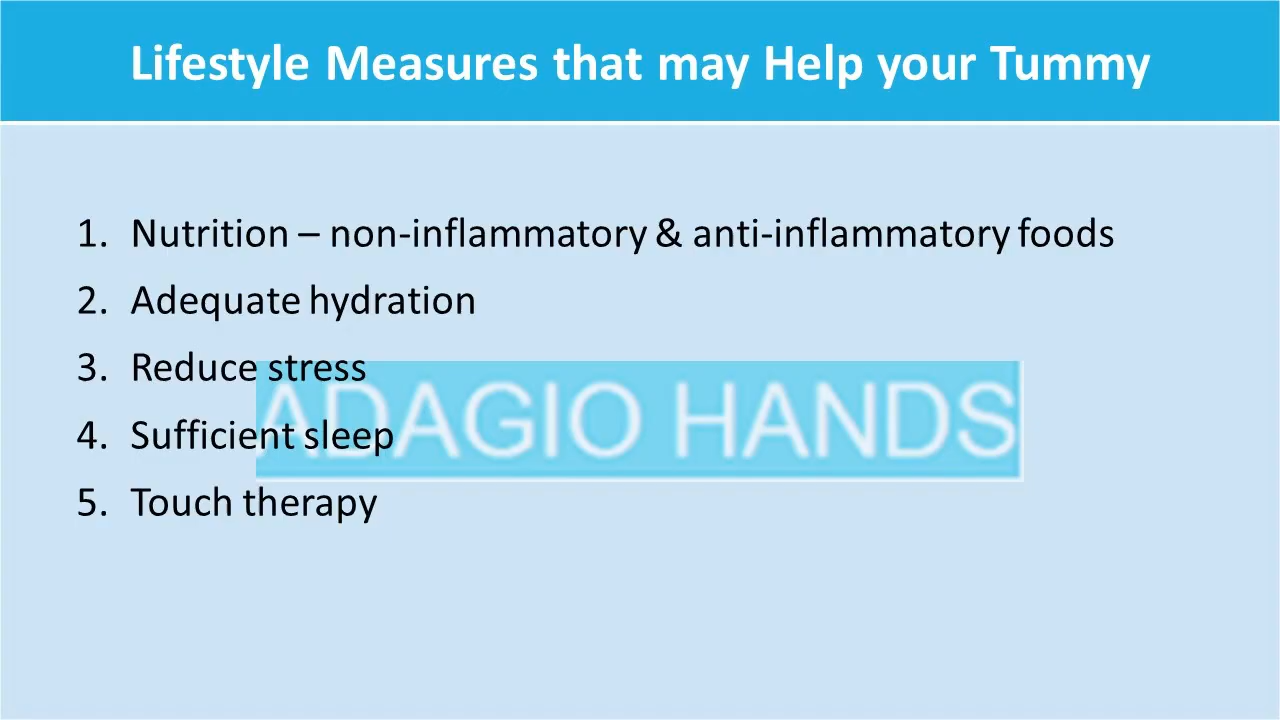 Lifestyle Measures that may Help your Tummy
1. Nutrition – non-inflammatory & anti-inflammatory foods
2. Adequate hydration
3. Reduce stress
ADAGIO HANDS
4. Sufficient sleep
5. Touch therapy